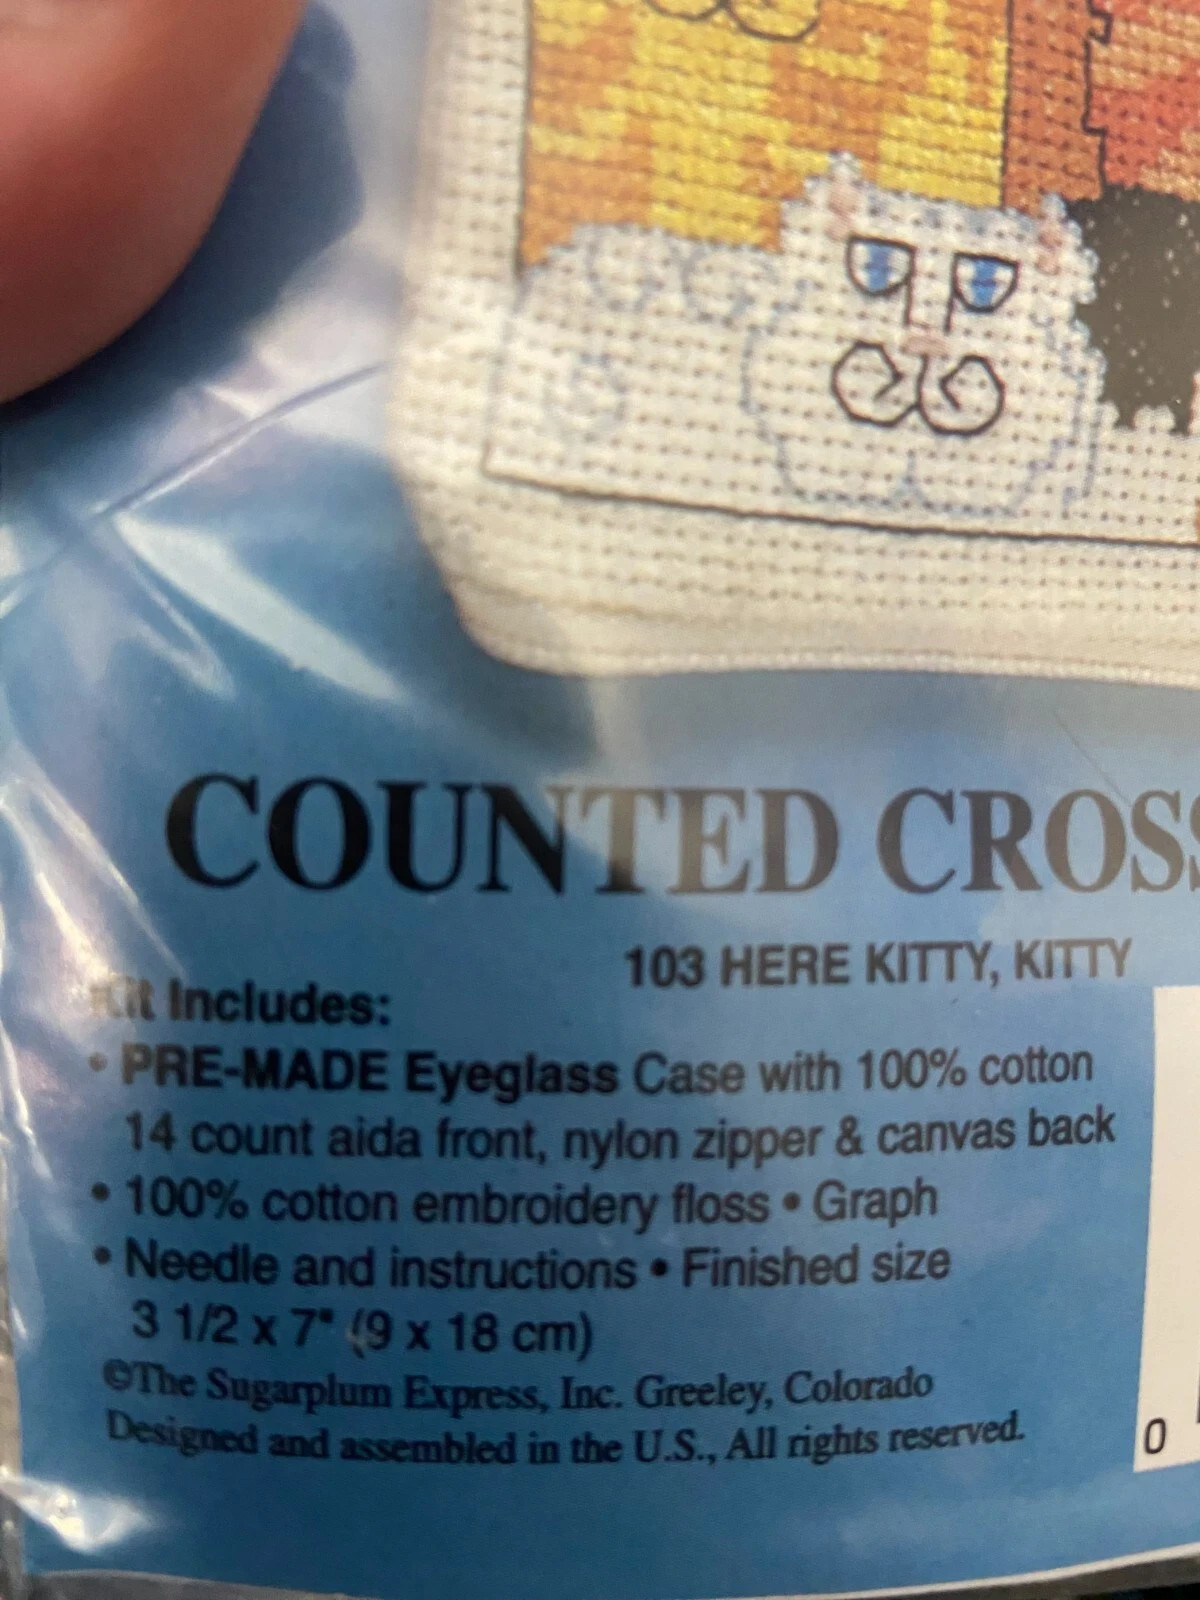 COUNTED CROSS
103 HERE KITTY, KITTY
Kit Includes:
• PRE-MADE Eyeglass Case with 100% cotton
14 count aida front, nylon zipper & canvas back
• 100% cotton embroidery floss • Graph
• Needle and instructions • Finished size
3 1/2 x 7" (9 x 18 cm)
©The Sugarplum Express, Inc. Greeley, Colorado
Designed and assembled in the U.S., All rights reserved.
0